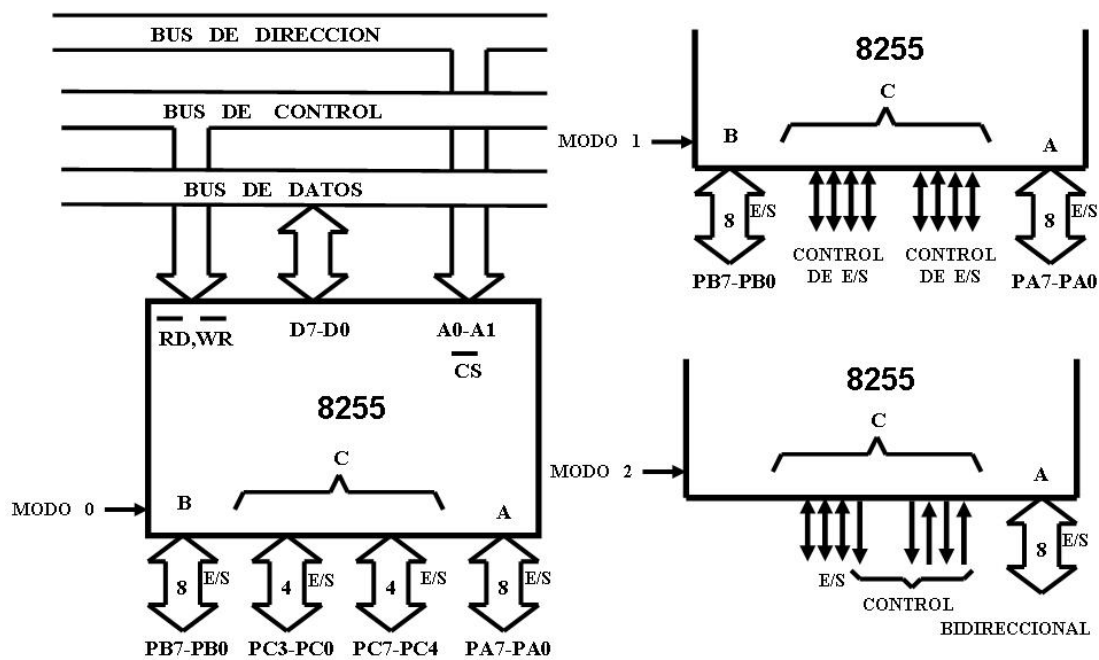 BUS DE DIRECCION
BUS DE CONTROL
BUS DE DATOS
RD,WR
D7-D0
A0-A1
CS
8255
C
MODO 0
B
A
8
E/S
4
E/S
4
E/S
8
E/S
PB7-PB0
PC3-PC0
PC7-PC4
PA7-PA0
8255
C
MODO 1
B
A
8
E/S
8
E/S
CONTROL
DE E/S
CONTROL
DE E/S
PB7-PB0
PA7-PA0
8255
C
MODO 2
A
8
E/S
E/S
CONTROL
BIDIRECCIONAL